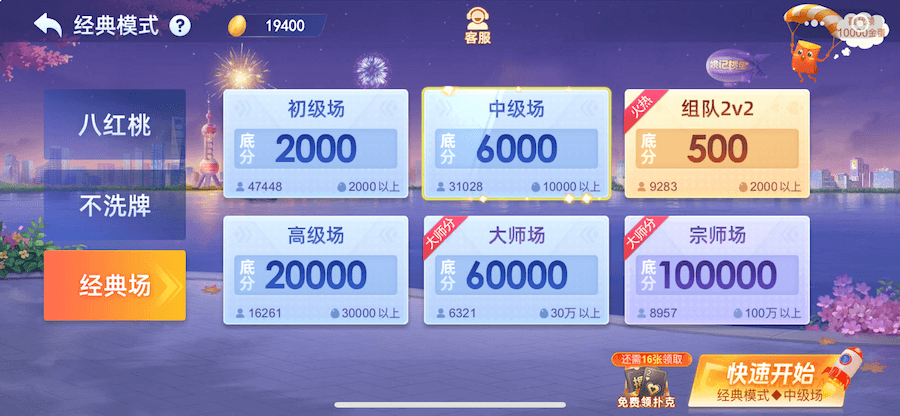 经典模式 ?
19400
客服
10000金蛋
八红桃
不洗牌
经典场
初级场
底分 2000
47448 2000以上
中级场
底分 6000
31028 10000以上
火热
组队2v2
底分 500
9283 2000以上
高级场
底分 20000
16261 30000以上
大师分
大师场
底分 60000
6321 30万以上
大师分
宗师场
底分 100000
8957 100万以上
还需16张领取
免费领扑克
快速开始
经典模式◆中级场